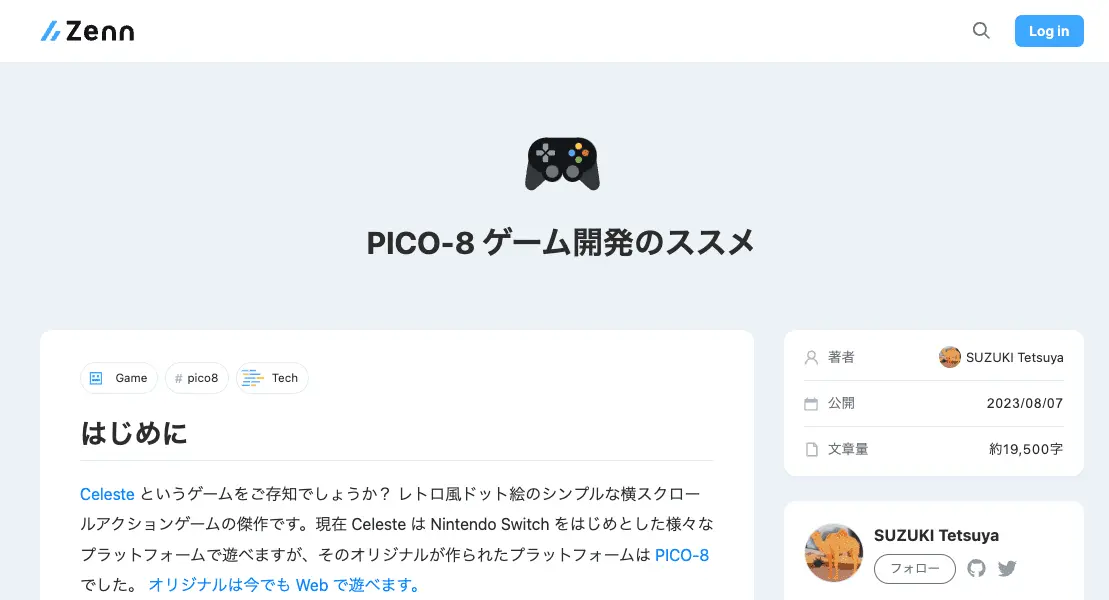 Zenn
Log in
PICO-8 ゲーム開発のススメ
Game
# pico8
Tech
はじめに
Celeste というゲームをご存知でしょうか？ レトロ風ドット絵のシンプルな横スクロー
ルアクションゲームの傑作です。現在 Celeste は Nintendo Switch をはじめとした様々な
プラットフォームで遊べますが、そのオリジナルが作られたプラットフォームは PICO-8
でした。 オリジナルは今でも Web で遊べます。
著者 SUZUKI Tetsuya
公開 2023/08/07
文章量 約19,500字
SUZUKI Tetsuya
フォロー